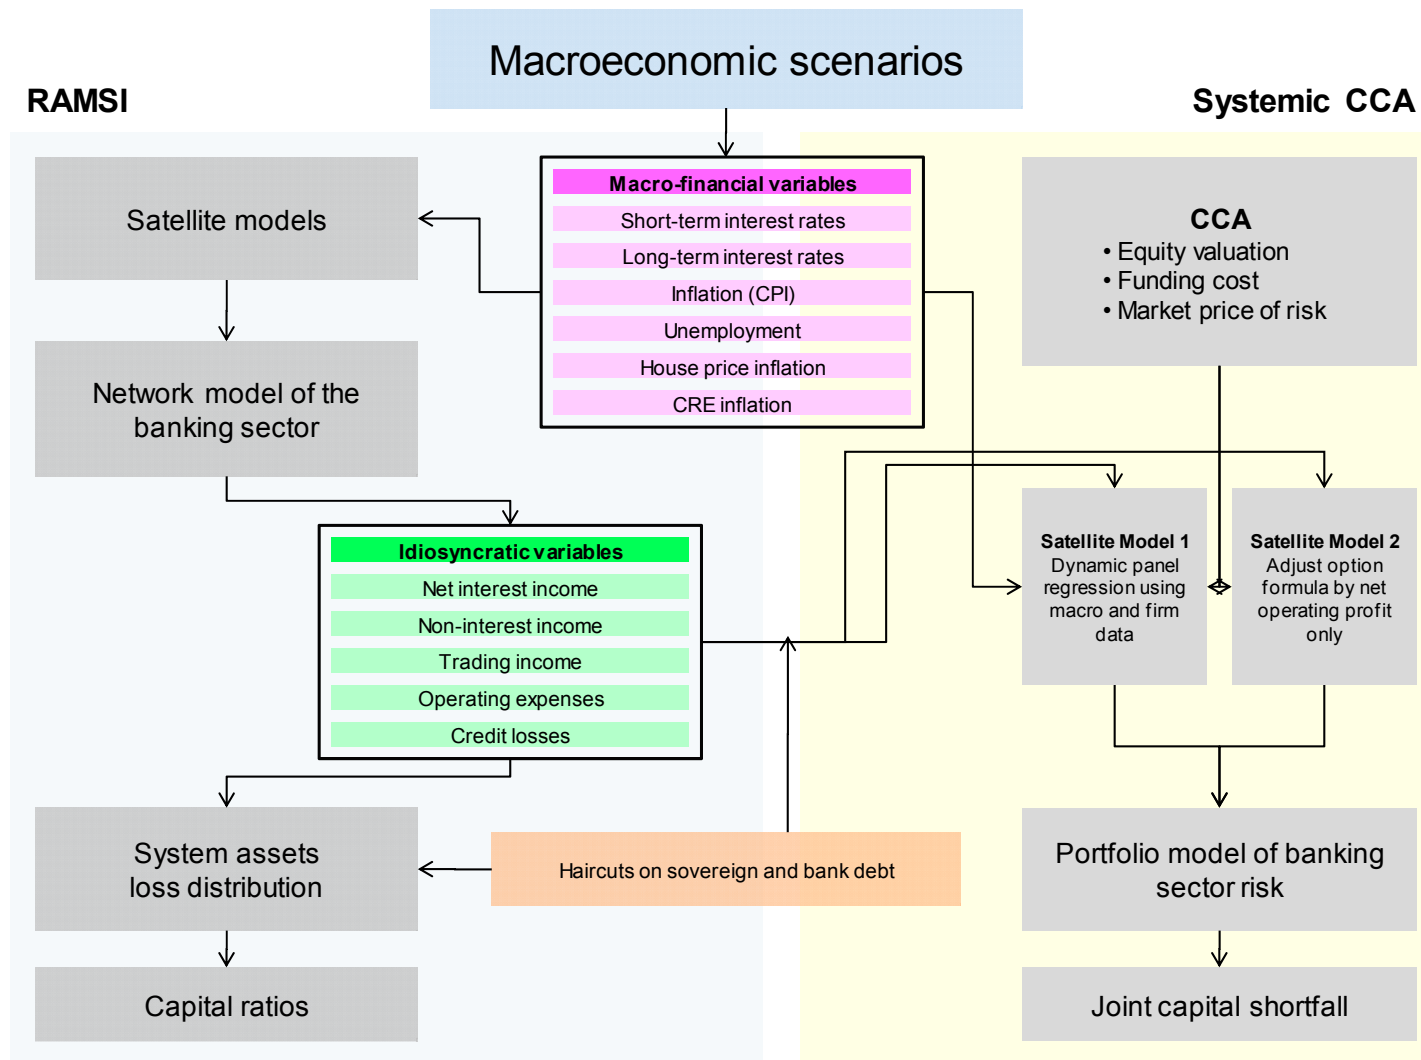 Macroeconomic scenarios
RAMSI
Systemic CCA
Satellite models
Network model of the
banking sector
Macro-financial variables
Short-term interest rates
Long-term interest rates
Inflation (CPI)
Unemployment
House price inflation
CRE inflation
CCA
• Equity valuation
• Funding cost
• Market price of risk
Idiosyncratic variables
Net interest income
Non-interest income
Trading income
Operating expenses
Credit losses
Satellite Model 1
Dynamic panel
regression using
macro and firm
data
Satellite Model 2
Adjust option
formula by net
operating profit
only
System assets
loss distribution
Haircuts on sovereign and bank debt
Portfolio model of banking
sector risk
Capital ratios
Joint capital shortfall